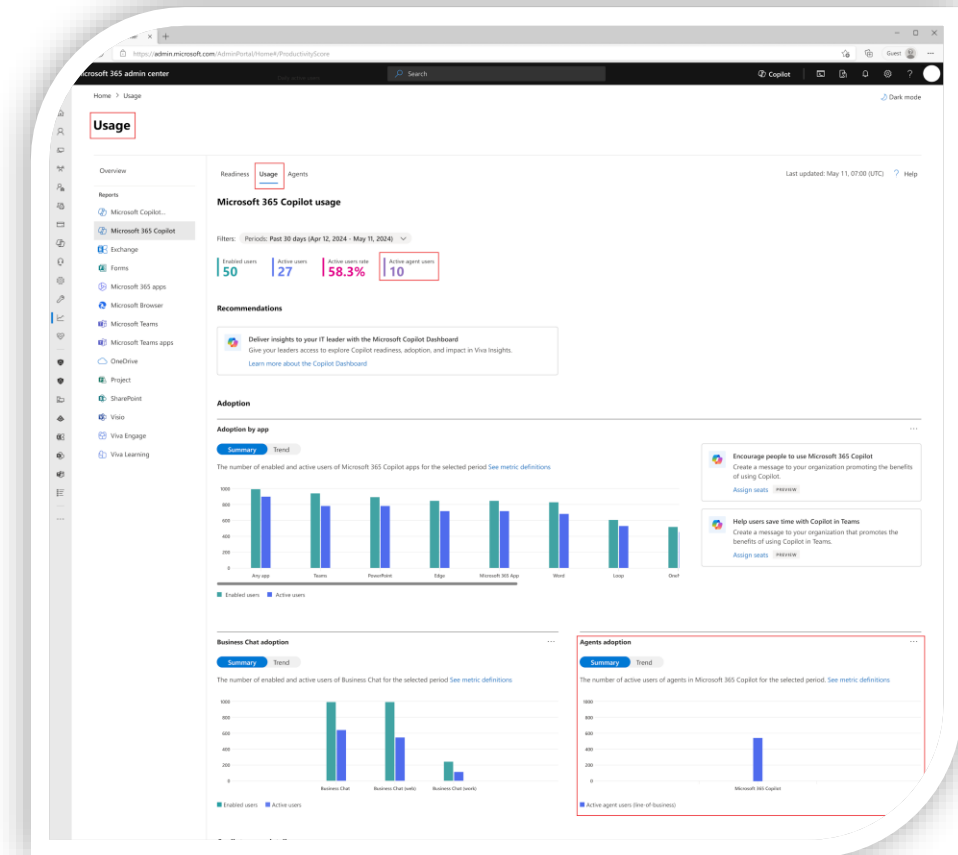 https://admin.microsoft.com/AdminPortal/Home#/ProductivityScore
Guest
Microsoft 365 admin center
Search
Copilot
Home > Usage
Dark mode
Usage
Overview
Reports
Microsoft Copilot...
Microsoft 365 Copilot
Exchange
Forms
Microsoft 365 apps
Microsoft Browser
Microsoft Teams
Microsoft Teams apps
OneDrive
Project
SharePoint
Visio
Viva Engage
Viva Learning
Readiness Usage Agents
Last updated: May 11, 07:00 (UTC) ? Help
Microsoft 365 Copilot usage
Filters: Periods: Past 30 days (Apr 12, 2024 - May 11, 2024)
Enabled users
50
Active users
27
Active users rate
58.3%
Active agent users
10
Recommendations
Deliver insights to your IT leader with the Microsoft Copilot Dashboard
Give your leaders access to explore Copilot readiness, adoption, and impact in Viva Insights.
Learn more about the Copilot Dashboard
Adoption
Adoption by app
Summary Trend
The number of enabled and active users of Microsoft 365 Copilot apps for the selected period See metric definitions
1000
800
600
400
200
0
Any app Teams PowerPoint Edge Microsoft 365 App Word Loop OneN
Enabled users Active users
Encourage people to use Microsoft 365 Copilot
Create a message to your organization promoting the benefits
of using Copilot.
Assign seats PREVIEW
Help users save time with Copilot in Teams
Create a message to your organization that promotes the
benefits of using Copilot in Teams.
Assign seats PREVIEW
Business Chat adoption
Summary Trend
The number of enabled and active users of Business Chat for the selected period See metric definitions
1000
800
600
400
200
0
Business Chat Business Chat (web) Business Chat (work)
Enabled users Active users
Agents adoption
Summary Trend
The number of active users of agents in Microsoft 365 Copilot for the selected period. See metric definitions
1000
800
600
400
200
0
Microsoft 365 Copilot
Active agent users (line-of-business)